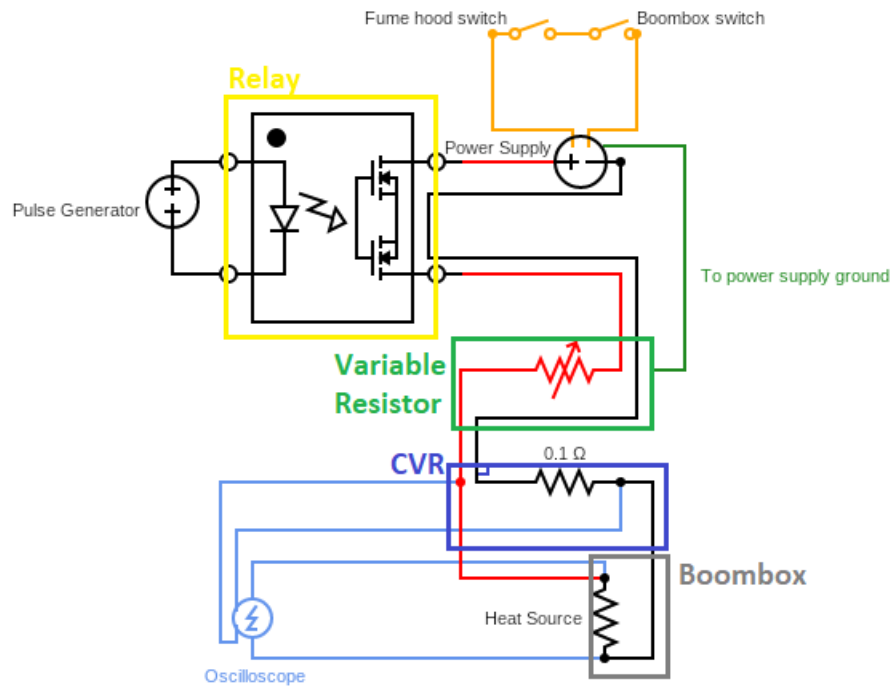 Fume hood switch
Boombox switch
Relay
Power Supply
Pulse Generator
To power supply ground
Variable
Resistor
CVR
0.1 Ω
Boombox
Heat Source
Oscilloscope